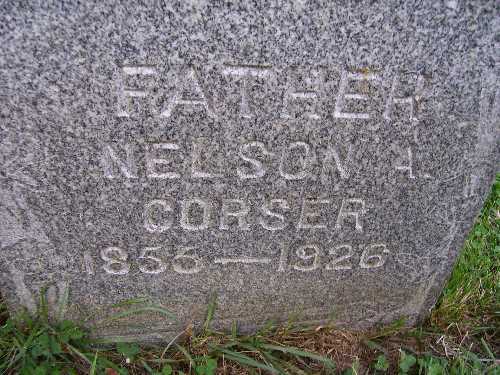 FATHER
NELSON A.
CORSER
1856-1926